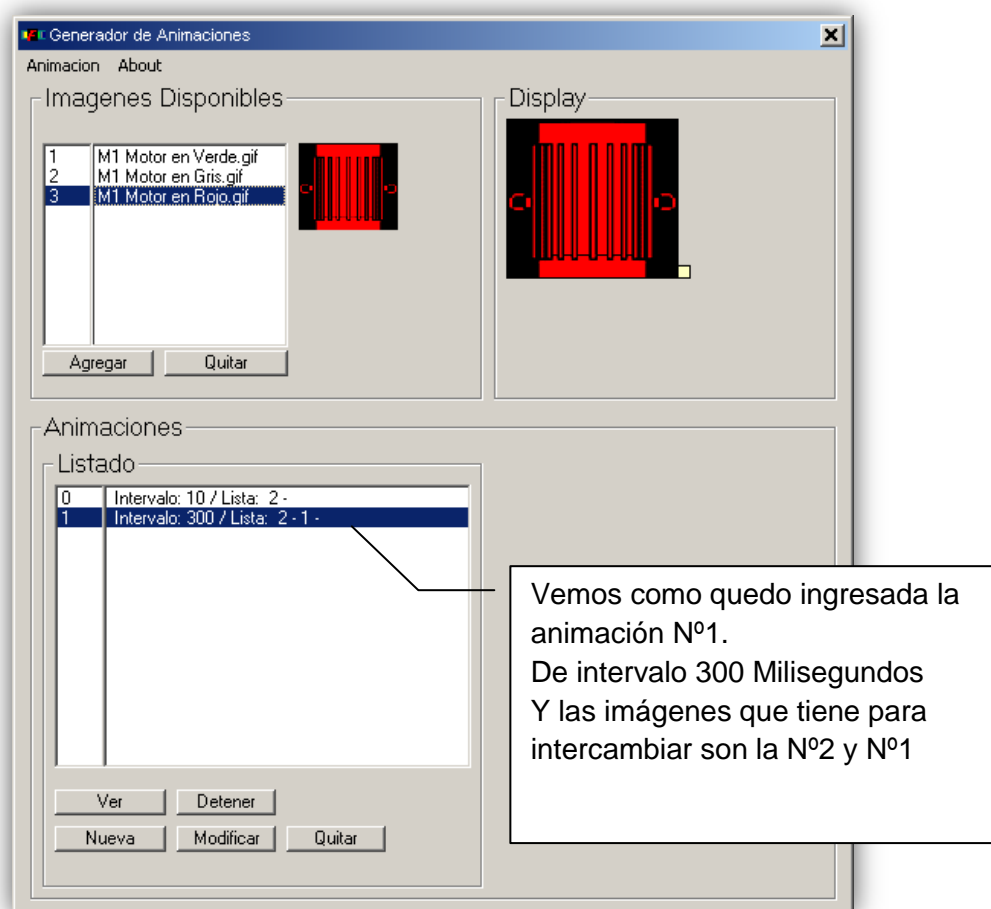 Generador de Animaciones
Animacion About
Imagenes Disponibles
1 M1 Motor en Verde.gif
2 M1 Motor en Gris.gif
3 M1 Motor en Rojo.gif
Agregar Quitar
Display
Animaciones
Listado
0 Intervalo: 10 / Lista: 2 -
1 Intervalo: 300 / Lista: 2 - 1 -
Ver Detener
Nueva Modificar Quitar
Vemos como quedo ingresada la
animación Nº1.
De intervalo 300 Milisegundos
Y las imágenes que tiene para
intercambiar son la Nº2 y Nº1